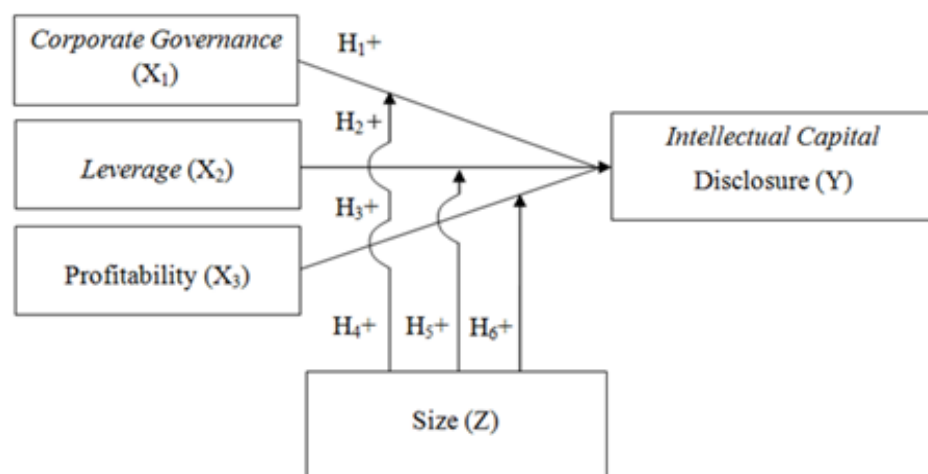 Corporate Governance
(X₁)
H₁+
H₂+
Leverage (X₂)
H₃+
Profitability (X₃)
Intellectual Capital
Disclosure (Y)
H₄+
H₅+
H₆+
Size (Z)